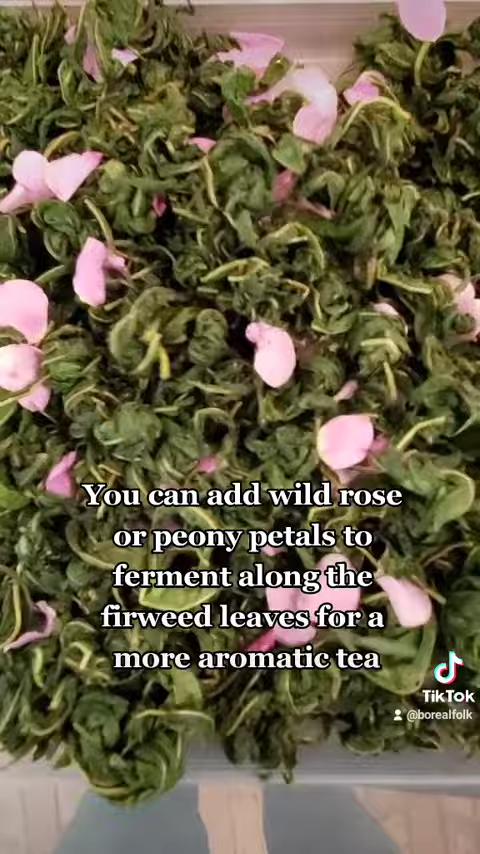 You can add wild rose
or peony petals to
ferment along the
firweed leaves for a
more aromatic tea
TikTok
@borealfolk